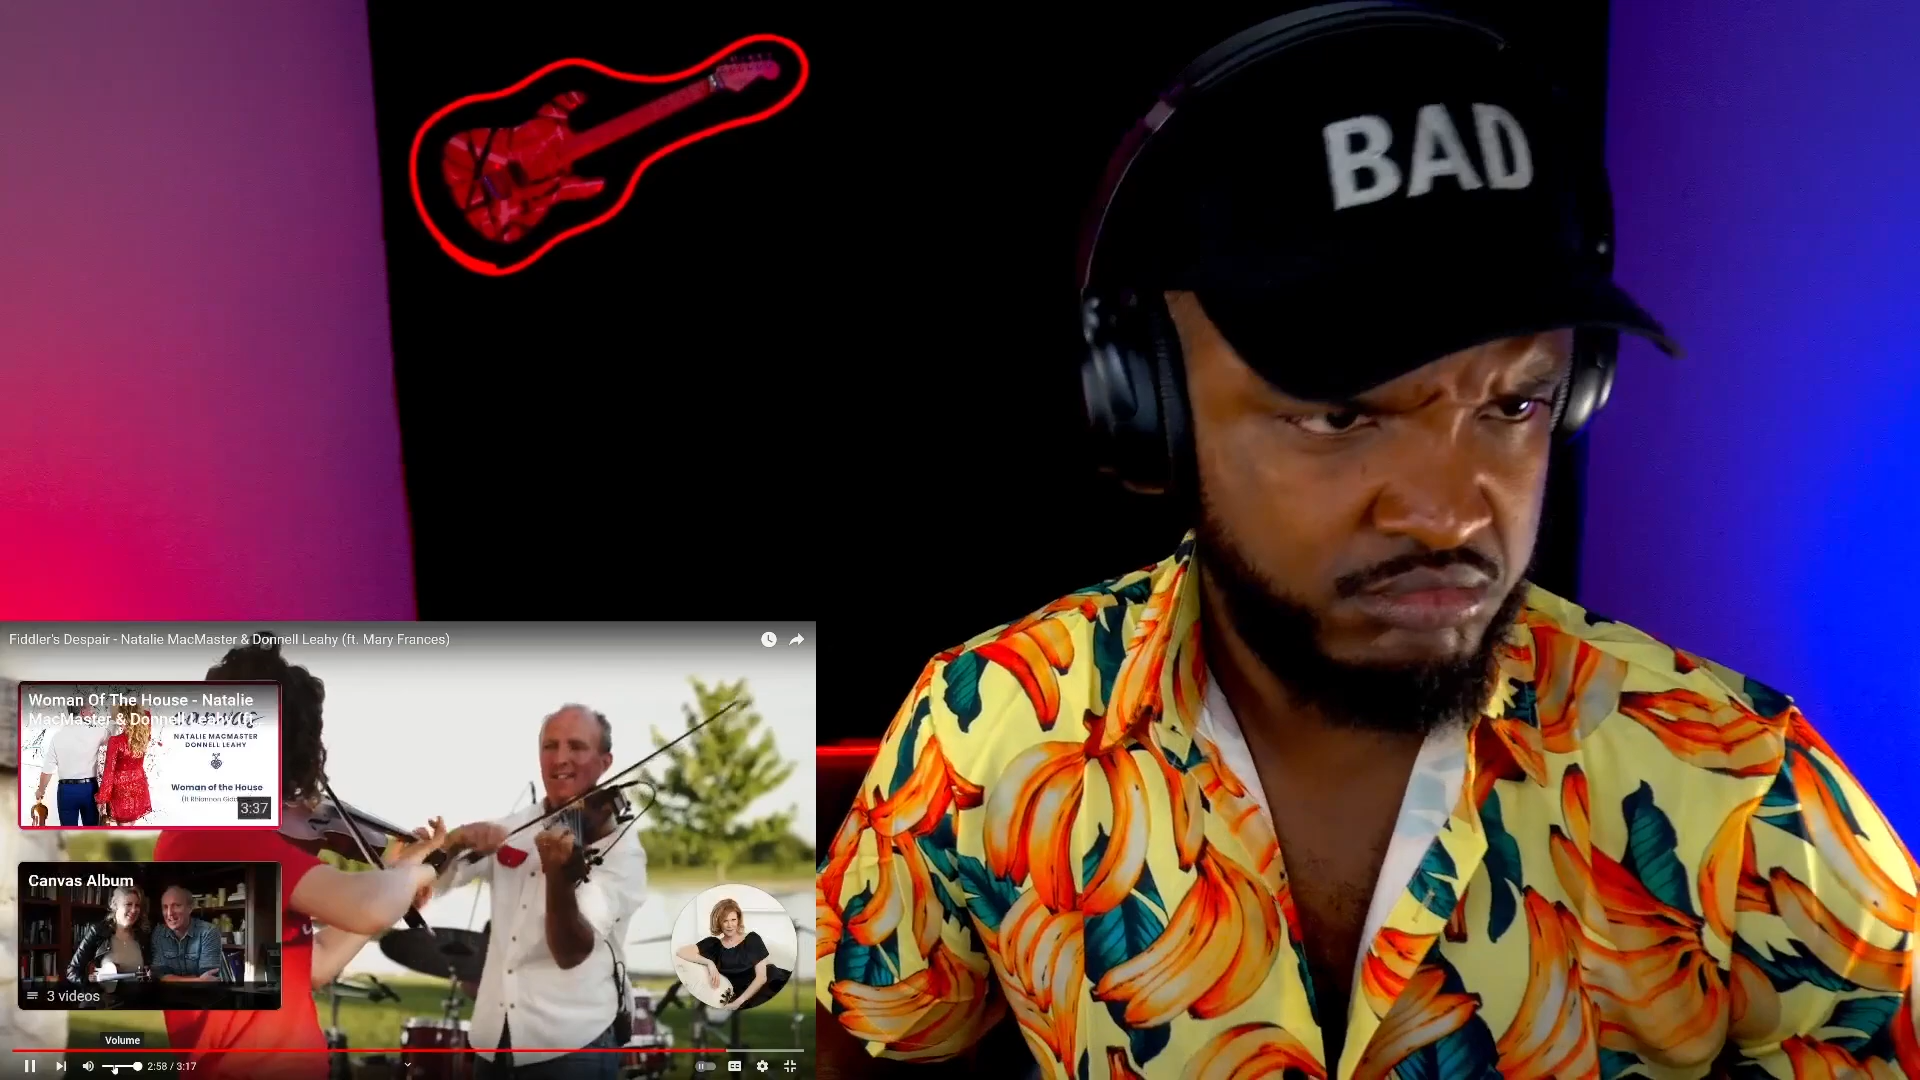 BAD
Fiddler's Despair - Natalie MacMaster & Donnell Leahy (ft. Mary Frances)
Woman Of The House - Natalie
MacMaster & Donnell Leahy (ft.
NATALIE MACMASTER
DONNELL LEAHY
Woman of the House
3:37
Canvas Album
3 videos
Volume
2:58 / 3:17